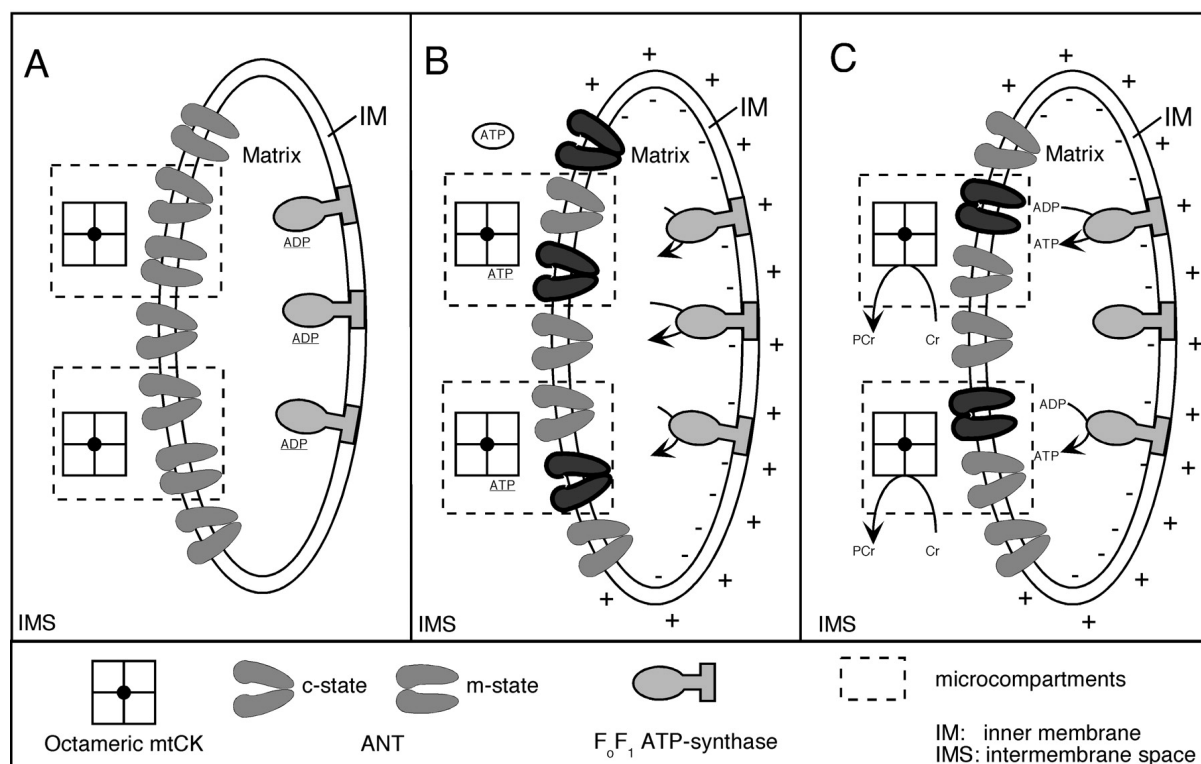 A
IM
Matrix
ADP
ADP
ADP
IMS
B
ATP
IM
Matrix
ATP
ATP
IMS
C
IM
Matrix
ADP
ATP
PCr Cr
ADP
ATP
PCr Cr
IMS
c-state
m-state
microcompartments
Octameric mtCK
ANT
FoF1 ATP-synthase
IM: inner membrane
IMS: intermembrane space